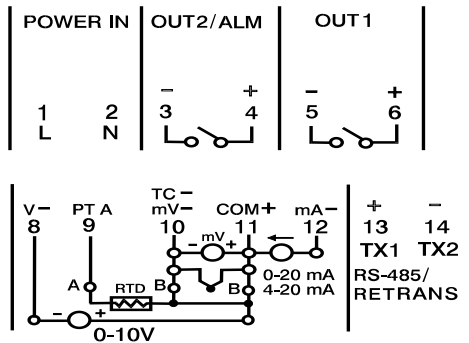 POWER IN
OUT2/ALM
OUT1
1 2
L N
− +
3 4
− +
5 6
V− PT A TC− mV− COM+ mA−
8 9 10 11 12
+ −
13 14
TX1 TX2
RS-485/
RETRANS
− mV +
A RTD B B
0-20 mA
4-20 mA
− +
0-10V